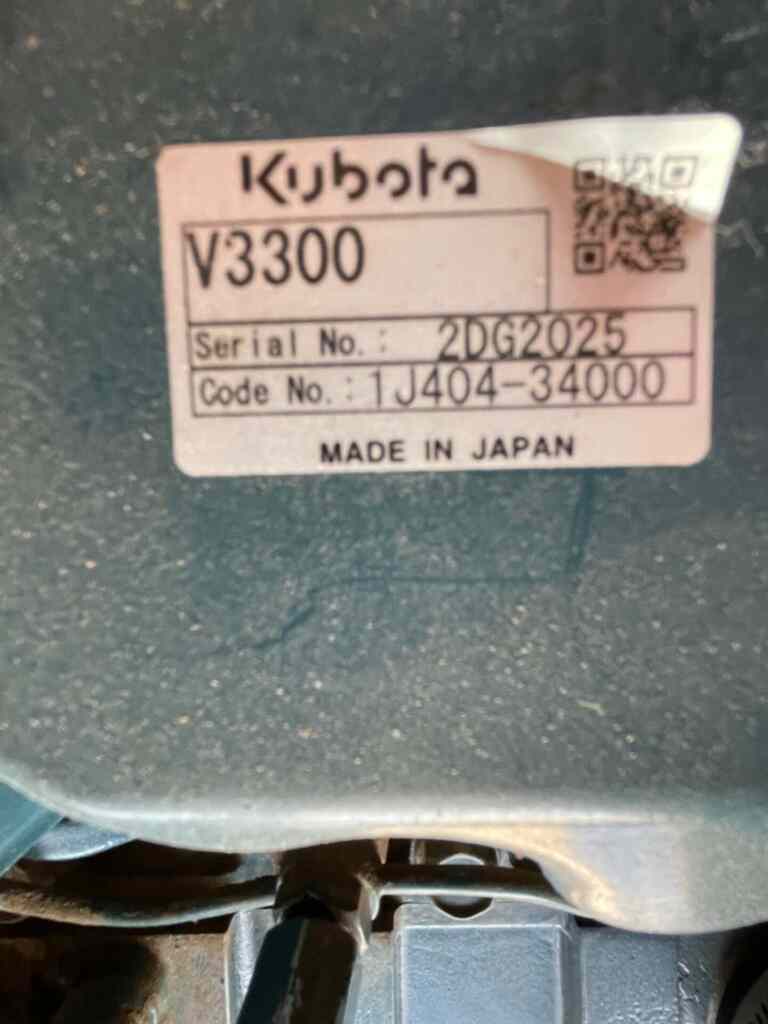 Kubota
V3300
Serial No.: 2DG2025
Code No.: 1J404-34000
MADE IN JAPAN